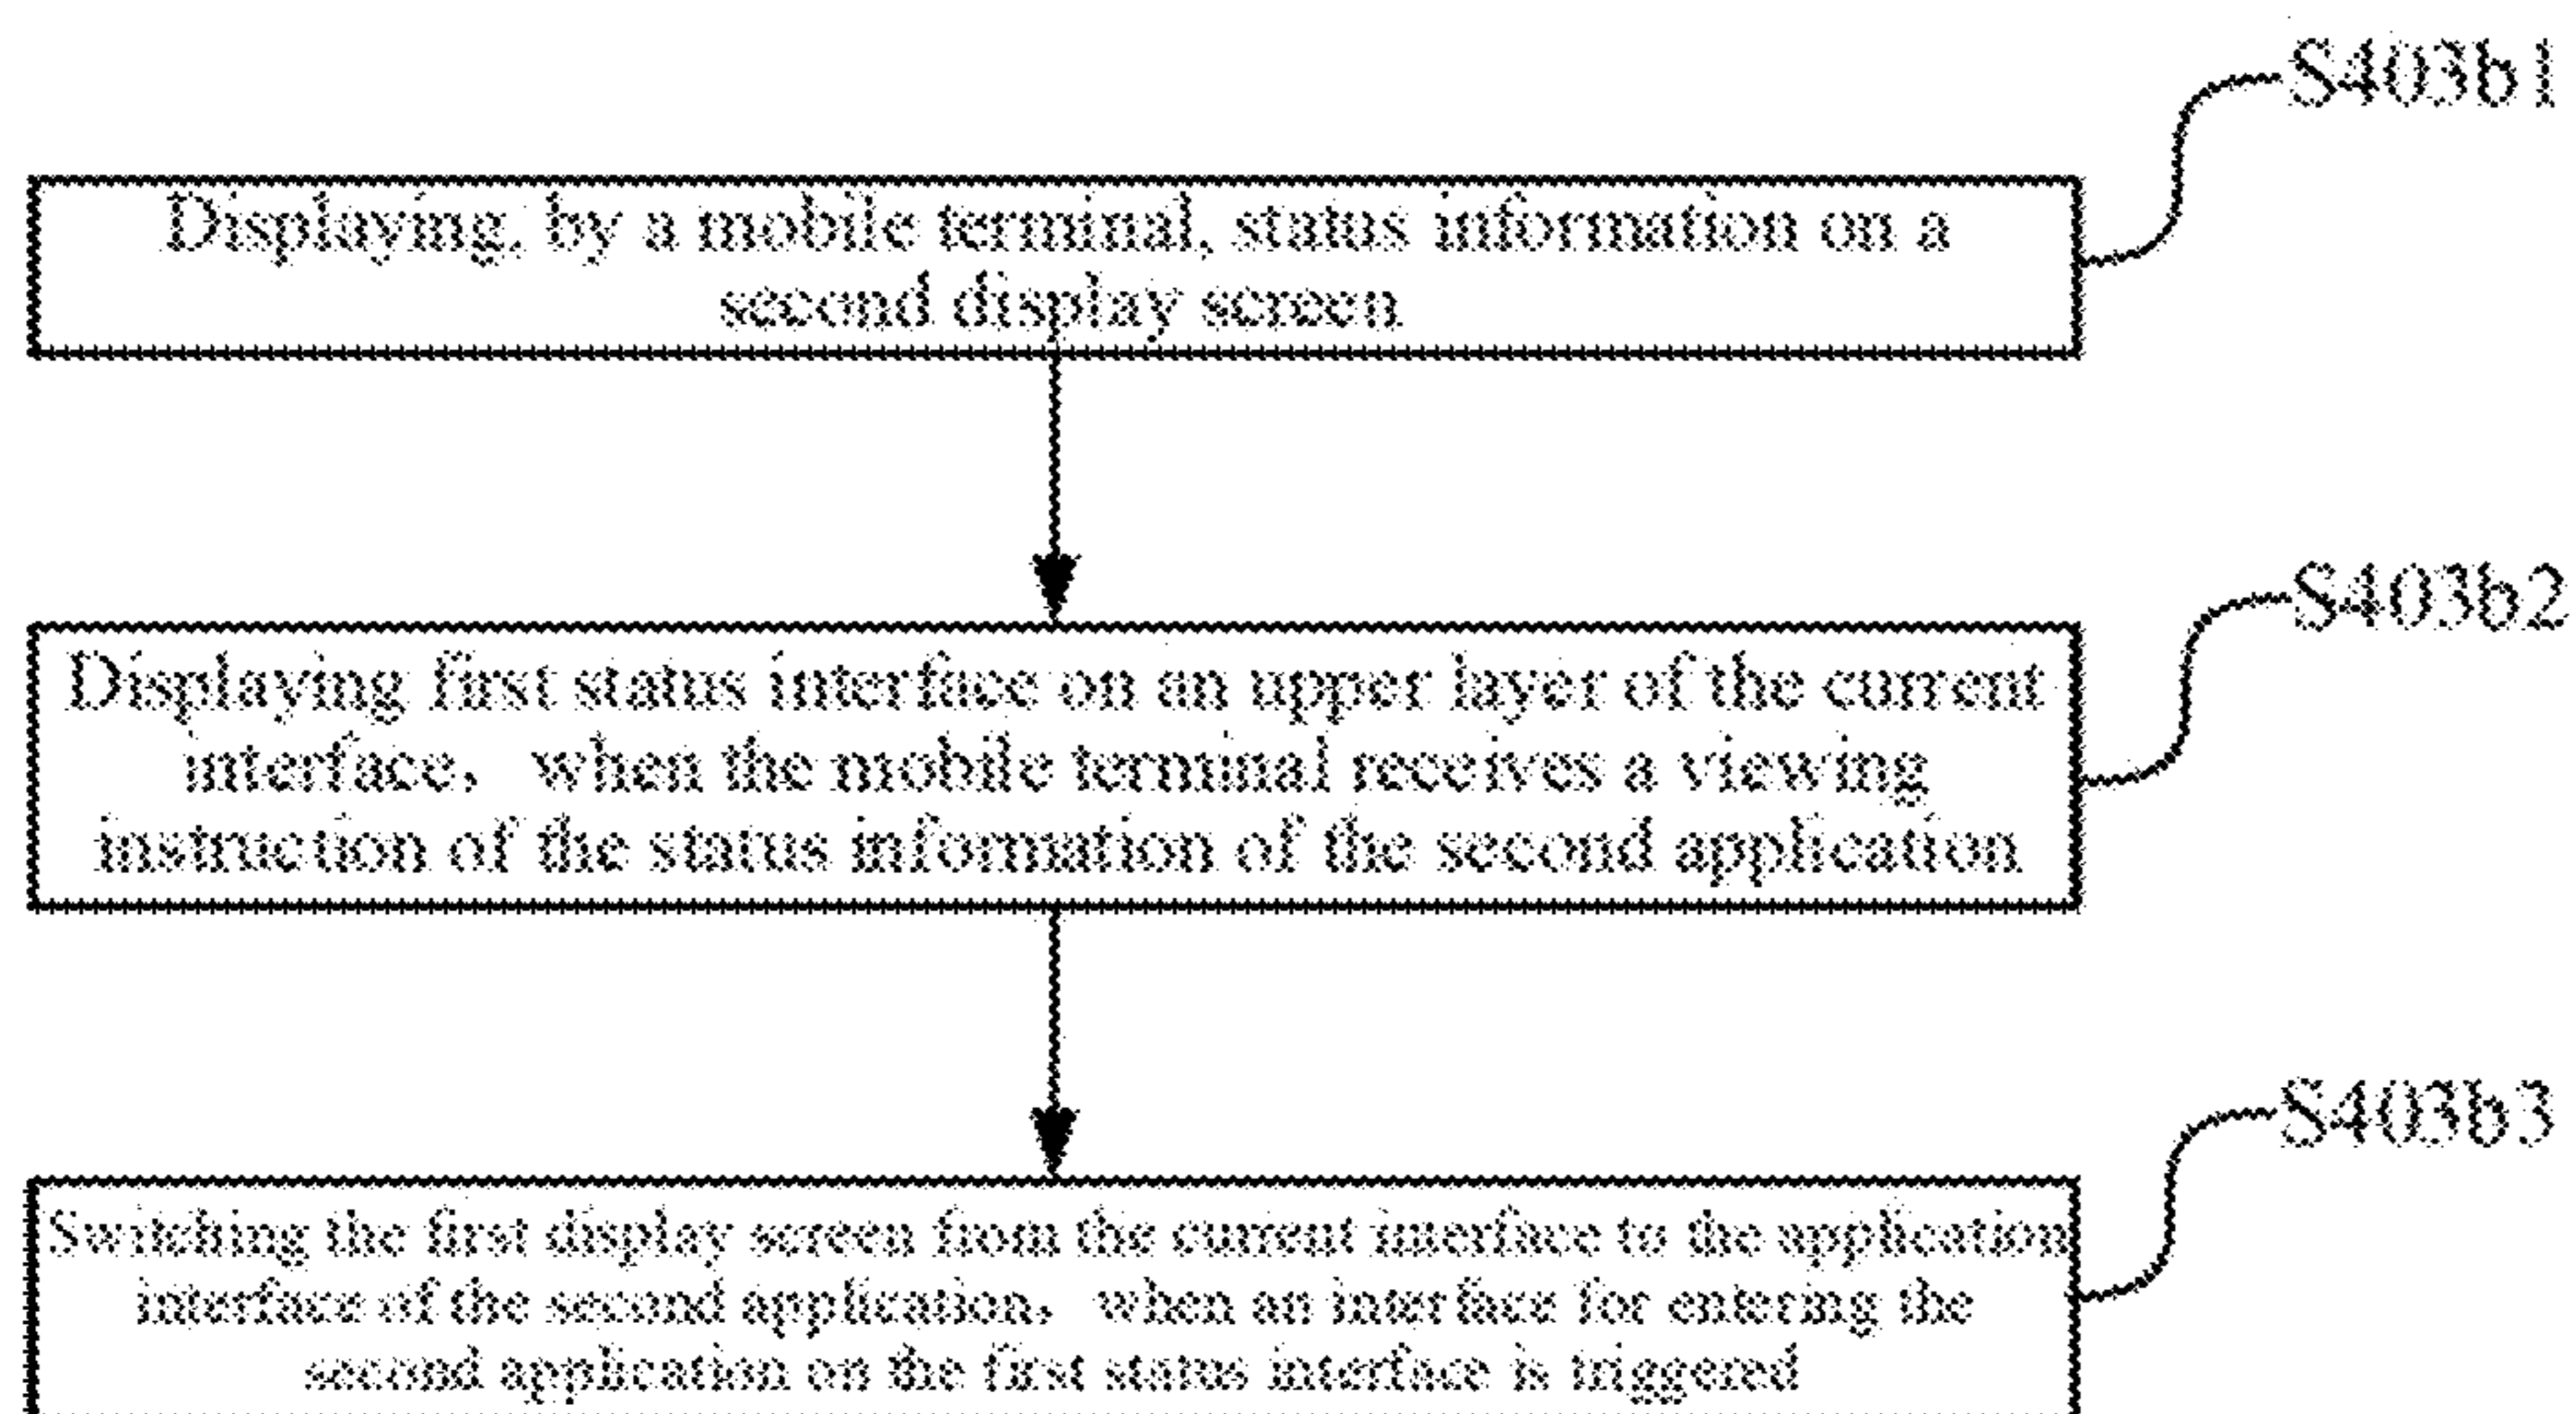 S403b1
Displaying, by a mobile terminal, status information on a
second display screen
S403b2
Displaying first status interface on an upper layer of the current
interface， when the mobile terminal receives a viewing
instruction of the status information of the second application
S403b3
Switching the first display screen from the current interface to the application
interface of the second application， when an interface for entering the
second application on the first status interface is triggered